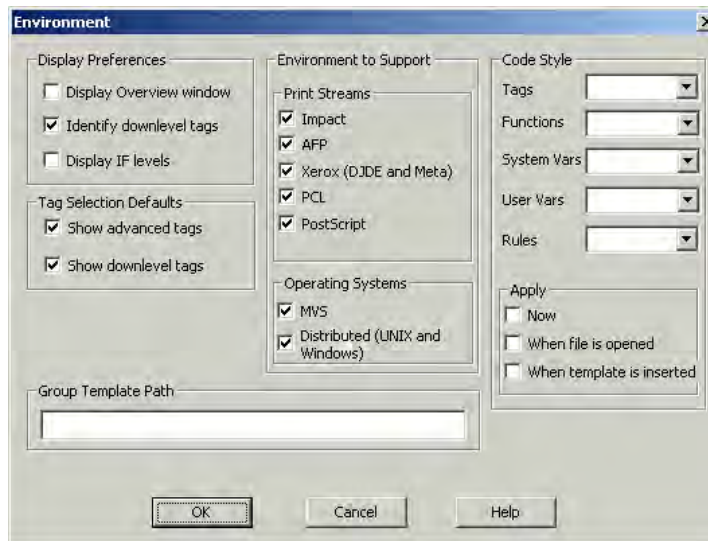 Environment
Display Preferences
Display Overview window
Identify downlevel tags
Display IF levels
Tag Selection Defaults
Show advanced tags
Show downlevel tags
Environment to Support
Print Streams
Impact
AFP
Xerox (DJDE and Meta)
PCL
PostScript
Operating Systems
MVS
Distributed (UNIX and
Windows)
Code Style
Tags
Functions
System Vars
User Vars
Rules
Apply
Now
When file is opened
When template is inserted
Group Template Path
OK
Cancel
Help